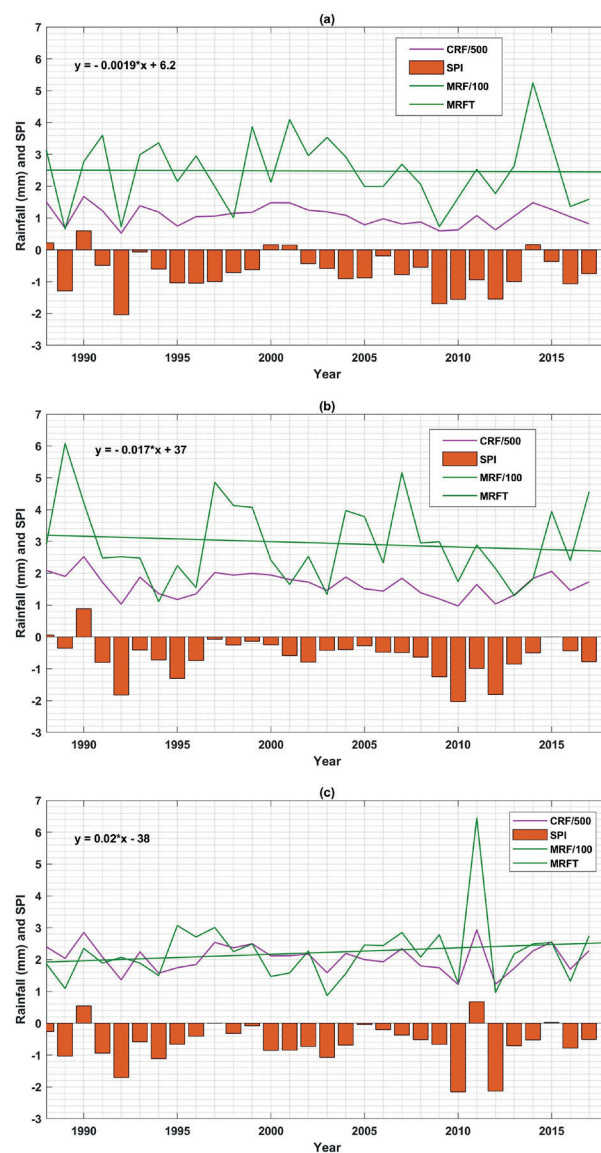 (a)
7
6
5
4
3
2
1
0
-1
-2
-3
Rainfall (mm) and SPI
y = - 0.0019*x + 6.2
CRF/500
SPI
MRF/100
MRFT
1990 1995 2000 2005 2010 2015
Year
(b)
7
6
5
4
3
2
1
0
-1
-2
-3
Rainfall (mm) and SPI
y = - 0.017*x + 37
CRF/500
SPI
MRF/100
MRFT
1990 1995 2000 2005 2010 2015
Year
(c)
7
6
5
4
3
2
1
0
-1
-2
-3
Rainfall (mm) and SPI
y = 0.02*x - 38
CRF/500
SPI
MRF/100
MRFT
1990 1995 2000 2005 2010 2015
Year